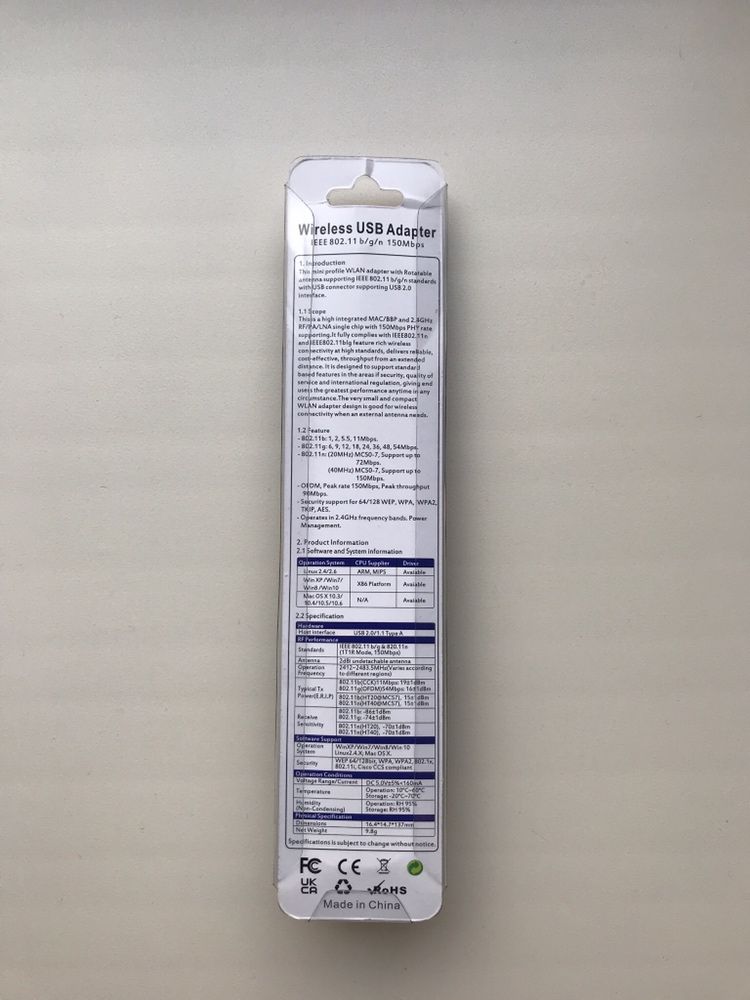 Wireless USB Adapter
IEEE 802.11 b/g/n 150Mbps
1. Introduction
This mini profile WLAN adapter with Rotarable
antenna supporting IEEE 802.11 b/g/n standards
with USB connector supporting USB 2.0
interface.
1.1 Scope
This is a high integrated MAC/BBP and 2.4GHz
RF/PA/LNA single chip with 150Mbps PHY rate
supporting.It fully complies with IEEE802.11n
and IEEE802.11blg feature rich wireless
connectivity at high standards, delivers reliable,
cost-effective, throughput from an extended
distance. It is designed to support standard
based features in the areas if security, quality of
service and international regulation, giving end
users the greatest performance anytime in any
circumstance.The very small and compact
WLAN adapter design is good for wireless
connectivity when an external antenna needs.
1.2 Feature
- 802.11b: 1, 2, 5.5, 11Mbps.
- 802.11g: 6, 9, 12, 18, 24, 36, 48, 54Mbps.
- 802.11n: (20MHz) MC50-7, Support up to
72Mbps.
(40MHz) MC50-7, Support up to
150Mbps.
- OFDM, Peak rate 150Mbps, Peak throughput
90Mbps.
- Security support for 64/128 WEP, WPA, WPA2,
TKIP, AES.
- Operates in 2.4GHz frequency bands. Power
Management.
2. Product Information
2.1 Software and System information
Operation System CPU Supplier Driver
Linux 2.4/2.6 ARM, MIPS Avaiable
Win XP/Win7/
Win8/Win10 X86 Platform Avaiable
Mac OS X 10.3/
10.4/10.5/10.6 N/A Avaiable
2.2 Specification
Hardware
Host Interface USB 2.0/1.1 Type A
RF Performance
Standards IEEE 802.11 b/g & 820.11n
(1T1R Mode, 150Mbps)
Antenna 2dBi undetachable antenna
Operation
Frequency 2412~2483.5MHz(Varies according
to different regions)
Typical Tx
Power(E.R.I.P) 802.11b(CCK)11Mbps: 19±1dBm
802.11g(OFDM)54Mbps: 16±1dBm
802.11b(HT20@MCS7), 15±1dBm
802.11n(HT40@MCS7), 15±1dBm
Receive
Sensitivity 802.11b: -86±1dBm
802.11g: -74±1dBm
802.11n(HT20), -70±1dBm
802.11n(HT40), -70±1dBm
Software Support
Operation
System WinXP/Win7/Win8/Win 10
Linux2.4.X; Mac OS X.
Security WEP 64/128bit, WPA, WPA2, 802.1x,
802.11i, Cisco CCS compliant
Operation Conditions
Voltage Range/Current DC 5.0V±5%<160mA
Temperature Operation: 10°C~60°C
Storage: -20°C~70°C
Humidity
(Non-Condensing) Operation: RH 95%
Storage: RH 95%
Physical Specification
Dimensions 16.4*14.7*137mm
Net Weight 9.8g
Specifications is subject to change without notice.
FC CE
UK
CA RoHS
Made in China